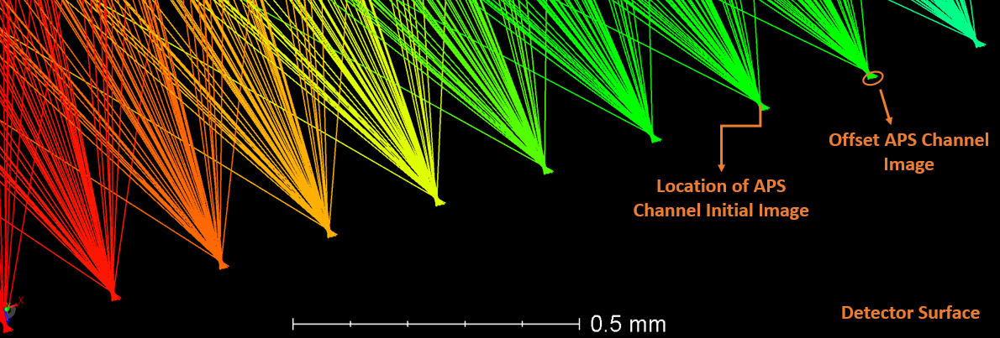 Offset APS Channel
Image
Location of APS
Channel Initial Image
X
0.5 mm
Detector Surface